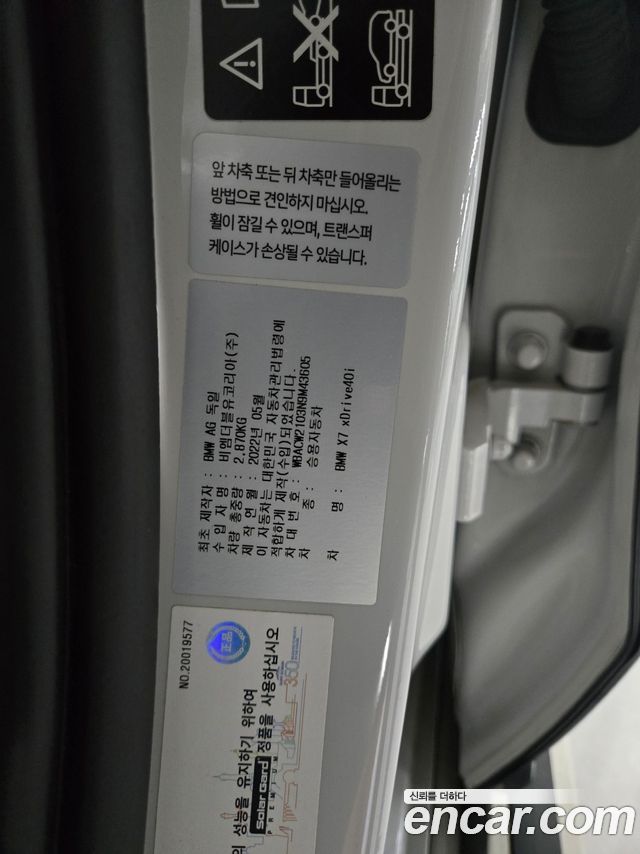 앞 차축 또는 뒤 차축만 들어올리는
방법으로 견인하지 마십시오.
휠이 잠길 수 있으며, 트랜스퍼
케이스가 손상될 수 있습니다.
최초 제작자 : BMW AG 독일
수 입 자 명 : 비엠더블유코리아(주)
차량 총중량 : 2,870KG
제 작 연 월 : 2022년 05월
이 자동차는 대한민국 자동차관리법령에
적합하게 제작(수입)되었습니다.
차 대 번 호 : WBACW2103N9M43605
차 종 : 승용자동차
차 명 : BMW X7 xDrive40i
NO.20019577
正品
의 성능을 유지하기 위하여
Solar Gard 정품을 사용하십시오
PREMIUM
360
신뢰를 더하다
encar.com